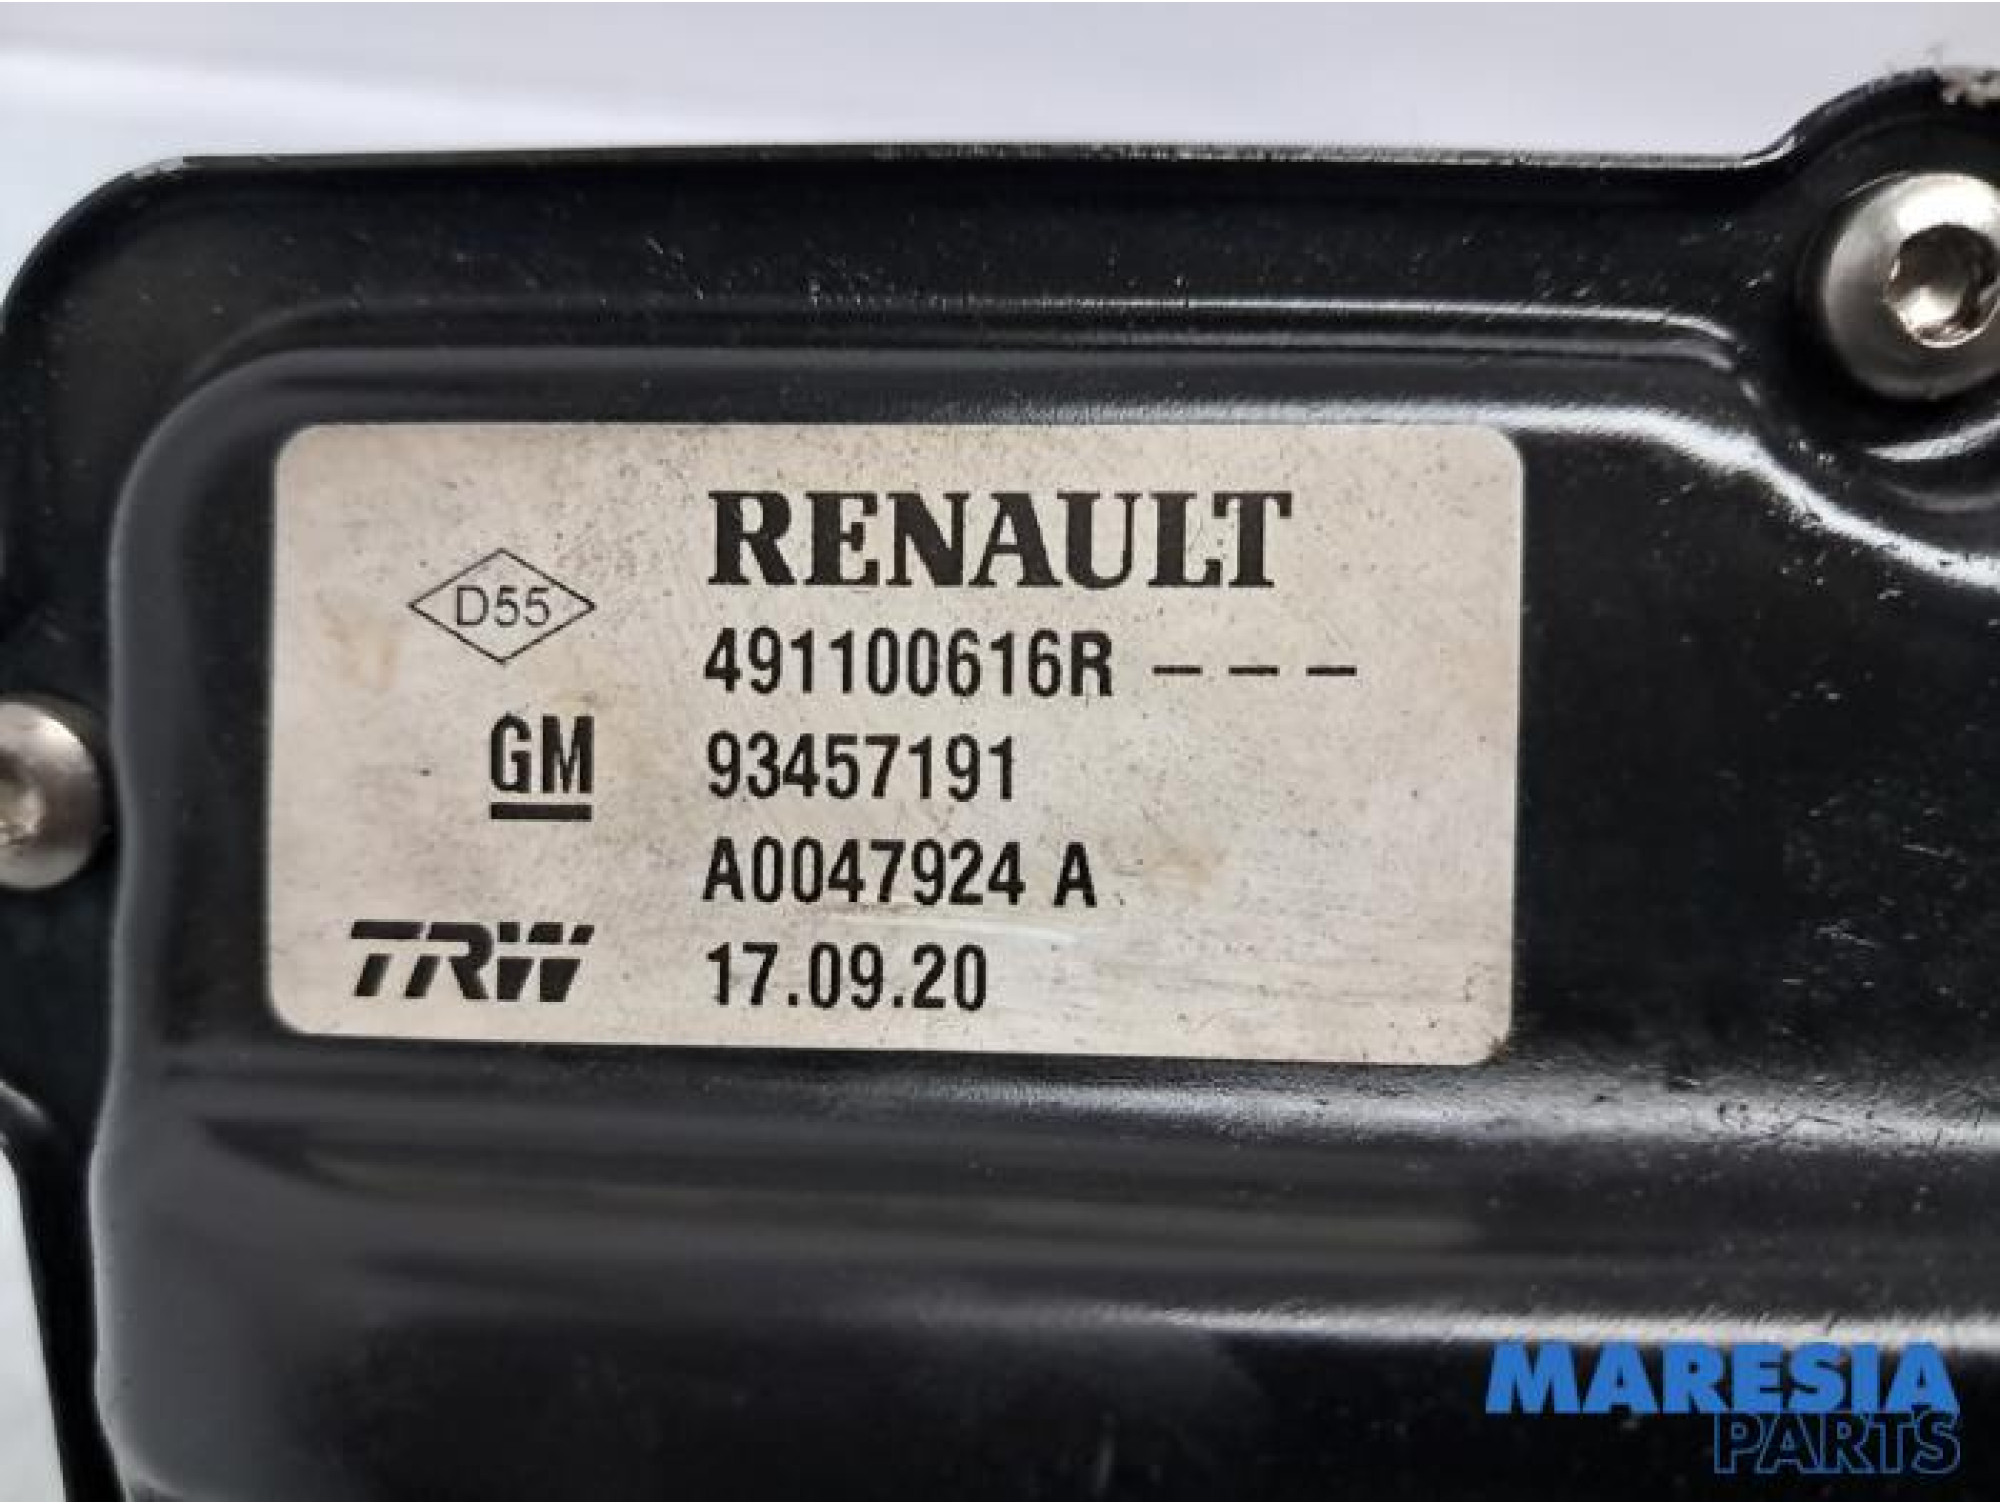 RENAULT
D55
491100616R - - -
GM 93457191
A0047924 A
TRW 17.09.20
MARESIA
PARTS